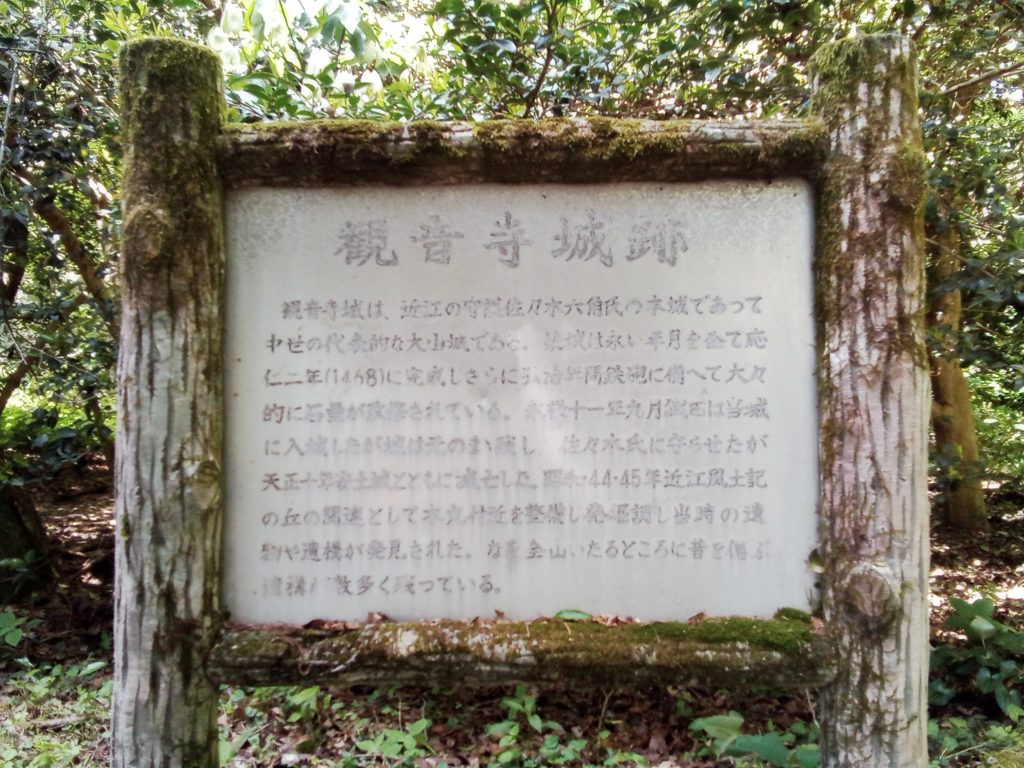 観音寺城跡
観音寺城は、近江の守護佐々木六角氏の本城であって
中世の代表的な大山城である。築城は永い年月を全て応
仁二年(1468)に完成しさらに弘治年間鉄砲に備へて大々
的に石塁が改修されている。永禄十一年九月信長は当城
に入城したが城は元のまゝ残し 佐々木氏に守らせたが
天正十年安土城とともに滅亡した。昭和44・45年近江風土記
の丘の関連として本丸付近を整備し発掘調し当時の遺
物や遺構が発見された。なを全山いたるところに昔を偲ぶ
遺構が数多く残っている。